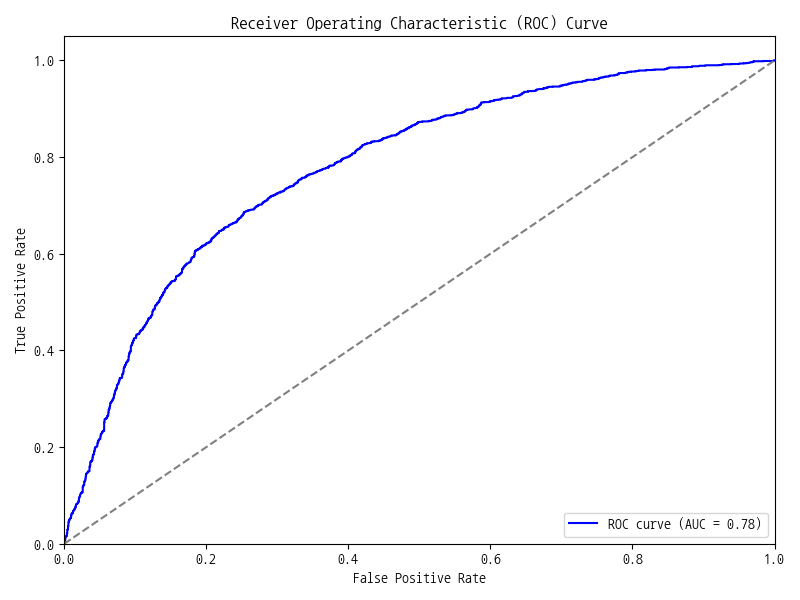 Receiver Operating Characteristic (ROC) Curve
True Positive Rate
1.0
0.8
0.6
0.4
0.2
0.0
0.0 0.2 0.4 0.6 0.8 1.0
False Positive Rate
ROC curve (AUC = 0.78)